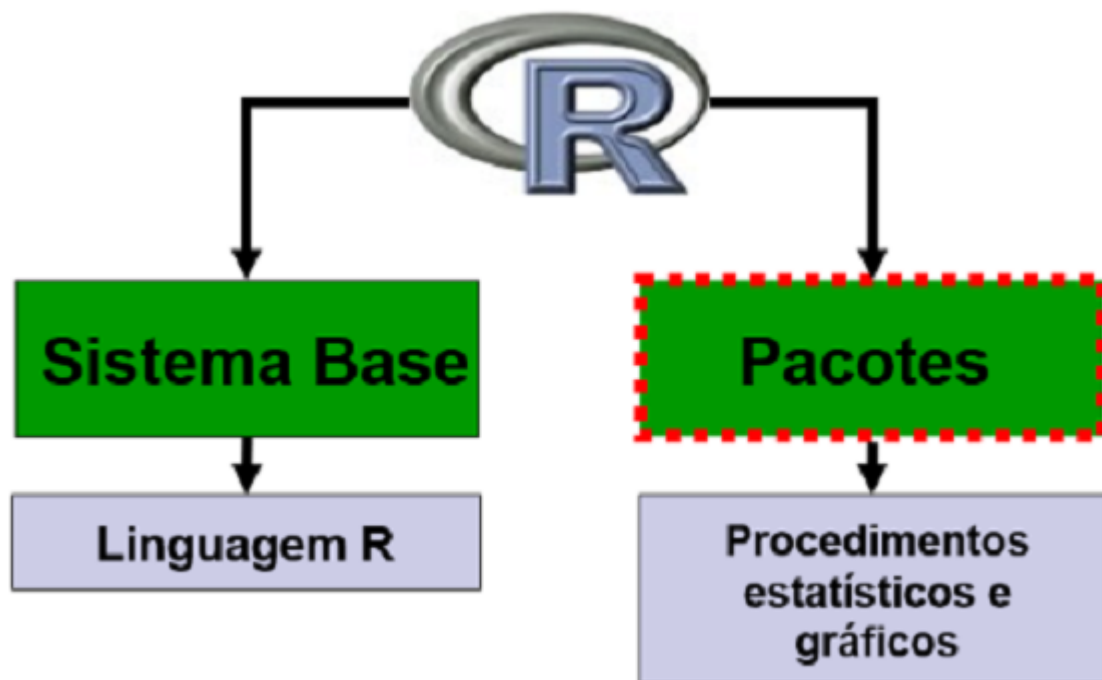 R
Sistema Base
Pacotes
Linguagem R
Procedimentos
estatísticos e
gráficos